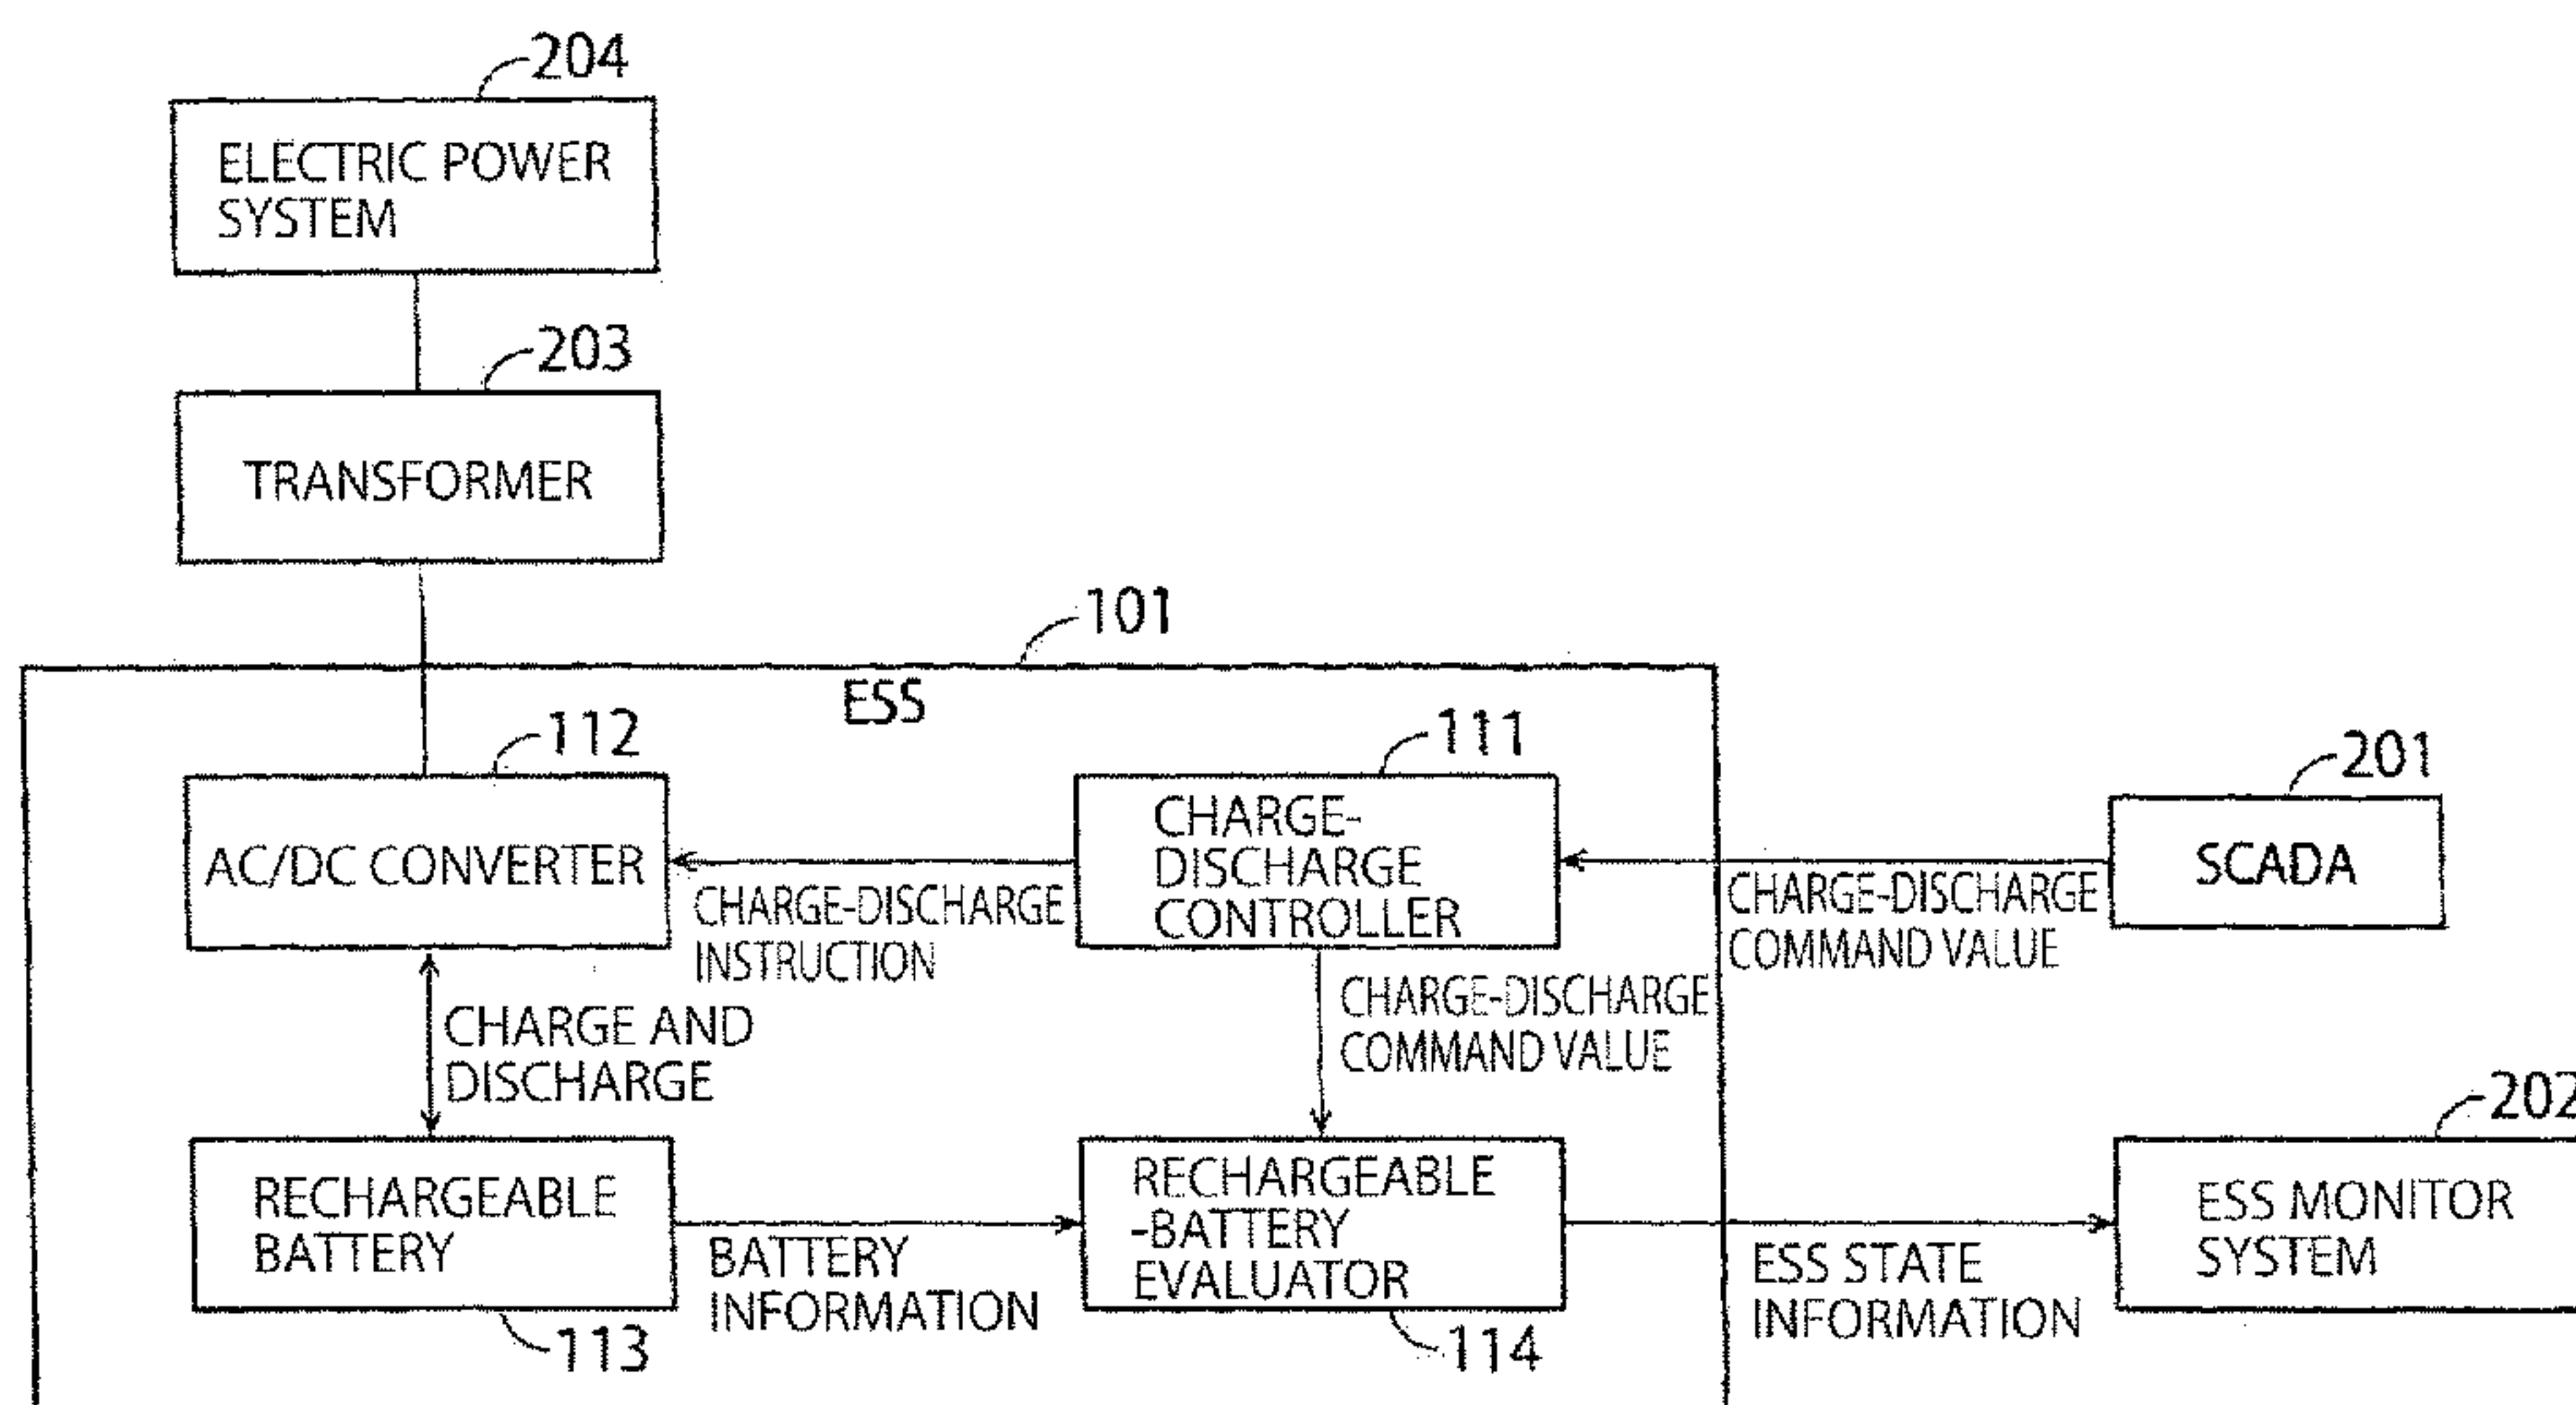 204
ELECTRIC POWER
SYSTEM
203
TRANSFORMER
101
ESS
112
AC/DC CONVERTER
111
CHARGE-
DISCHARGE
CONTROLLER
201
SCADA
CHARGE-DISCHARGE
INSTRUCTION
CHARGE-DISCHARGE
COMMAND VALUE
CHARGE AND
DISCHARGE
CHARGE-DISCHARGE
COMMAND VALUE
RECHARGEABLE
BATTERY
113
BATTERY
INFORMATION
RECHARGEABLE
-BATTERY
EVALUATOR
114
ESS STATE
INFORMATION
202
ESS MONITOR
SYSTEM